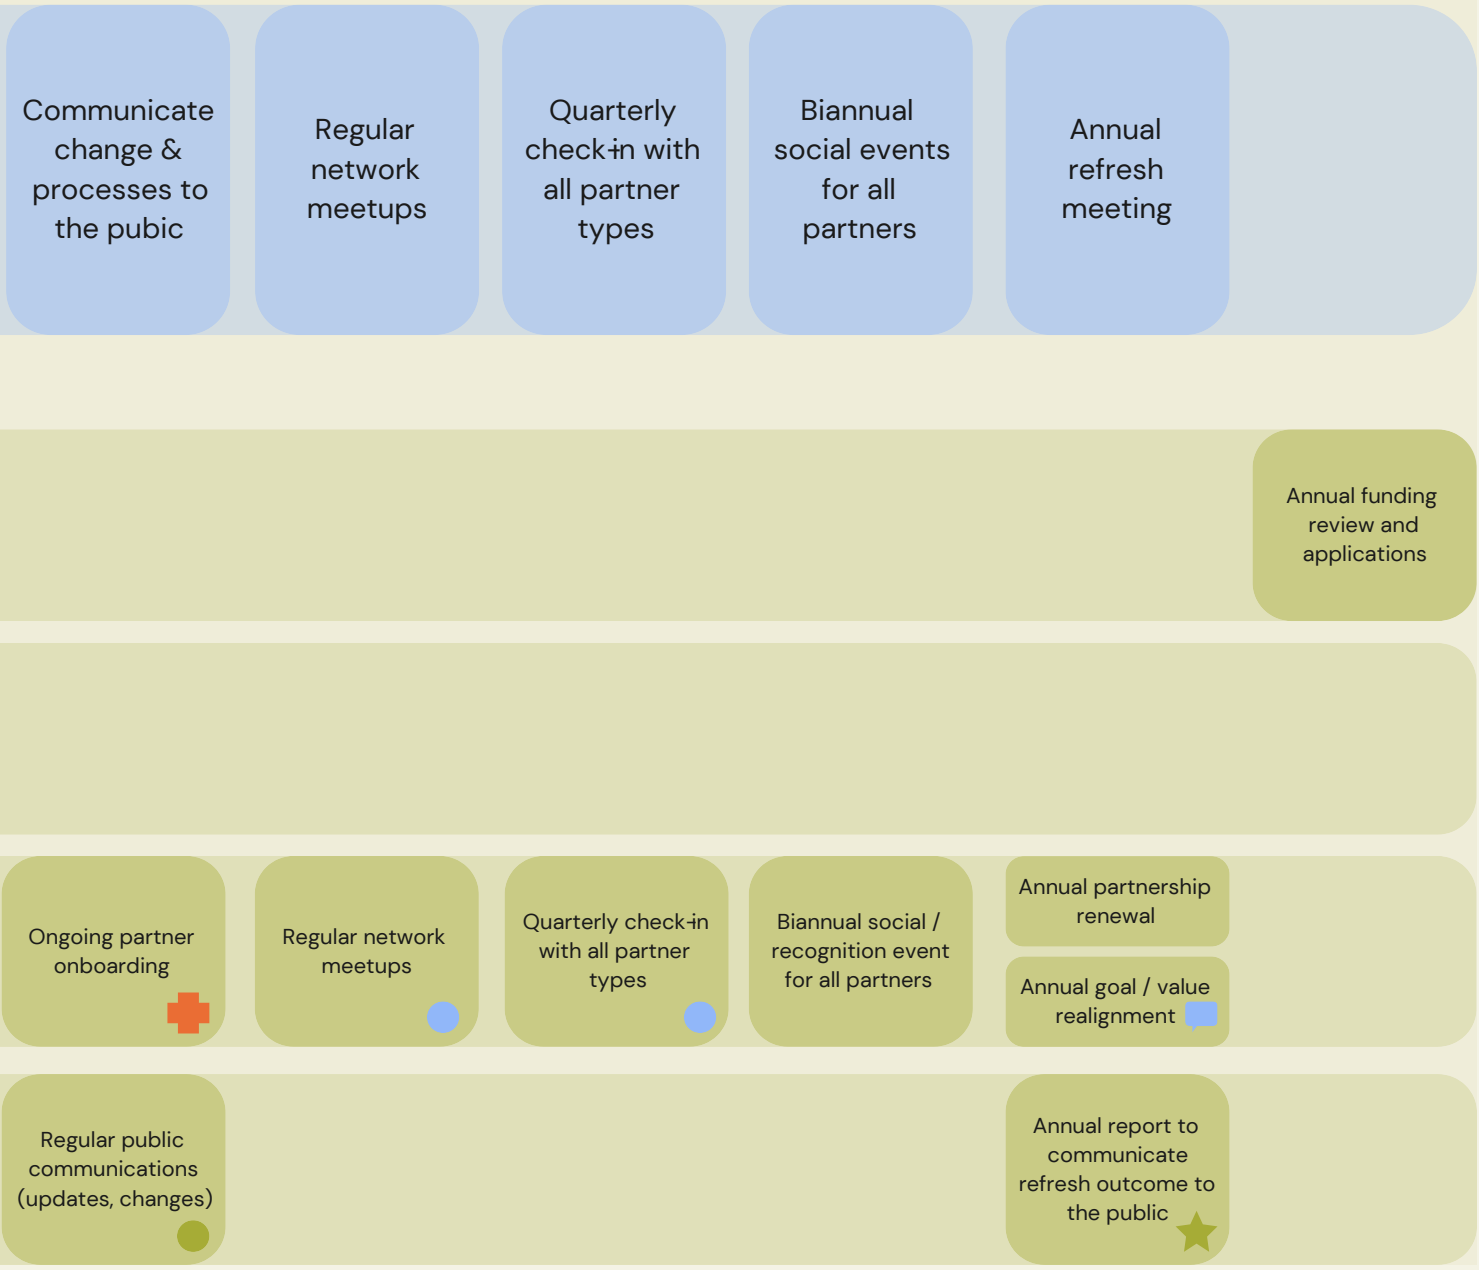 Communicate
change &
processes to
the pubic
Regular
network
meetups
Quarterly
check-in with
all partner
types
Biannual
social events
for all
partners
Annual
refresh
meeting
Annual funding
review and
applications
Ongoing partner
onboarding
Regular network
meetups
Quarterly check-in
with all partner
types
Biannual social /
recognition event
for all partners
Annual partnership
renewal
Annual goal / value
realignment
Regular public
communications
(updates, changes)
Annual report to
communicate
refresh outcome to
the public